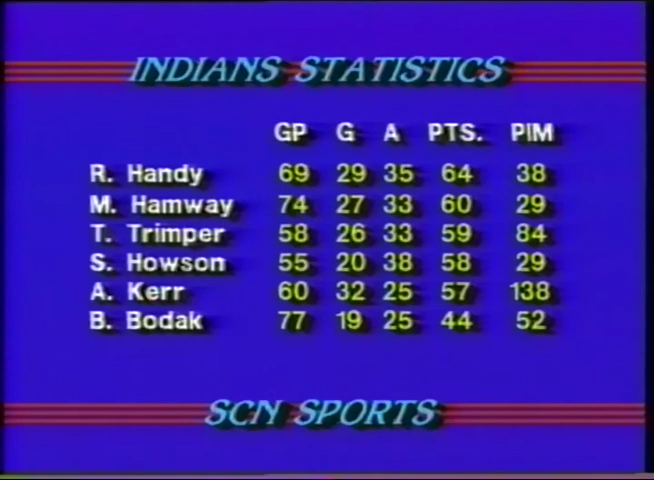 INDIANS STATISTICS
GP G A PTS. PIM
R. Handy 69 29 35 64 38
M. Hamway 74 27 33 60 29
T. Trimper 58 26 33 59 84
S. Howson 55 20 38 58 29
A. Kerr 60 32 25 57 138
B. Bodak 77 19 25 44 52
SCN SPORTS